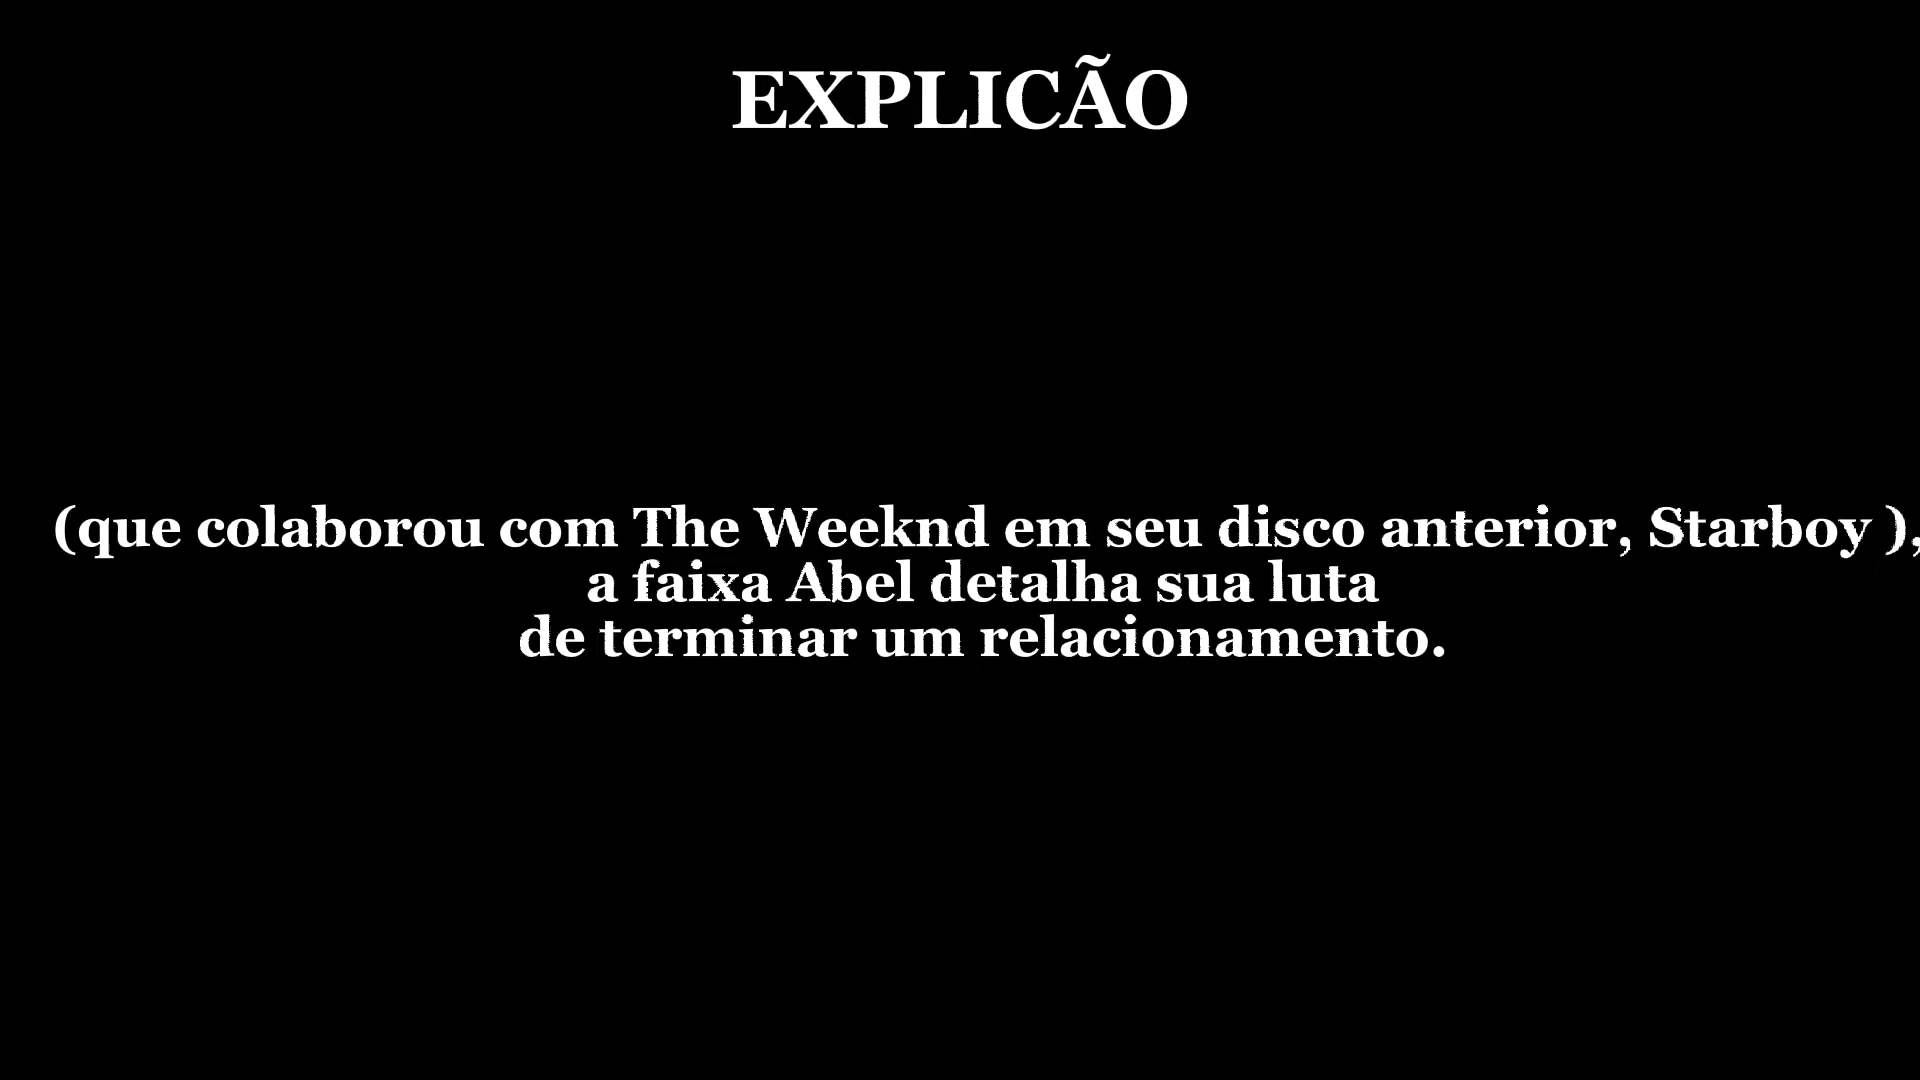 EXPLICÃO
(que colaborou com The Weeknd em seu disco anterior, Starboy ),
a faixa Abel detalha sua luta
de terminar um relacionamento.